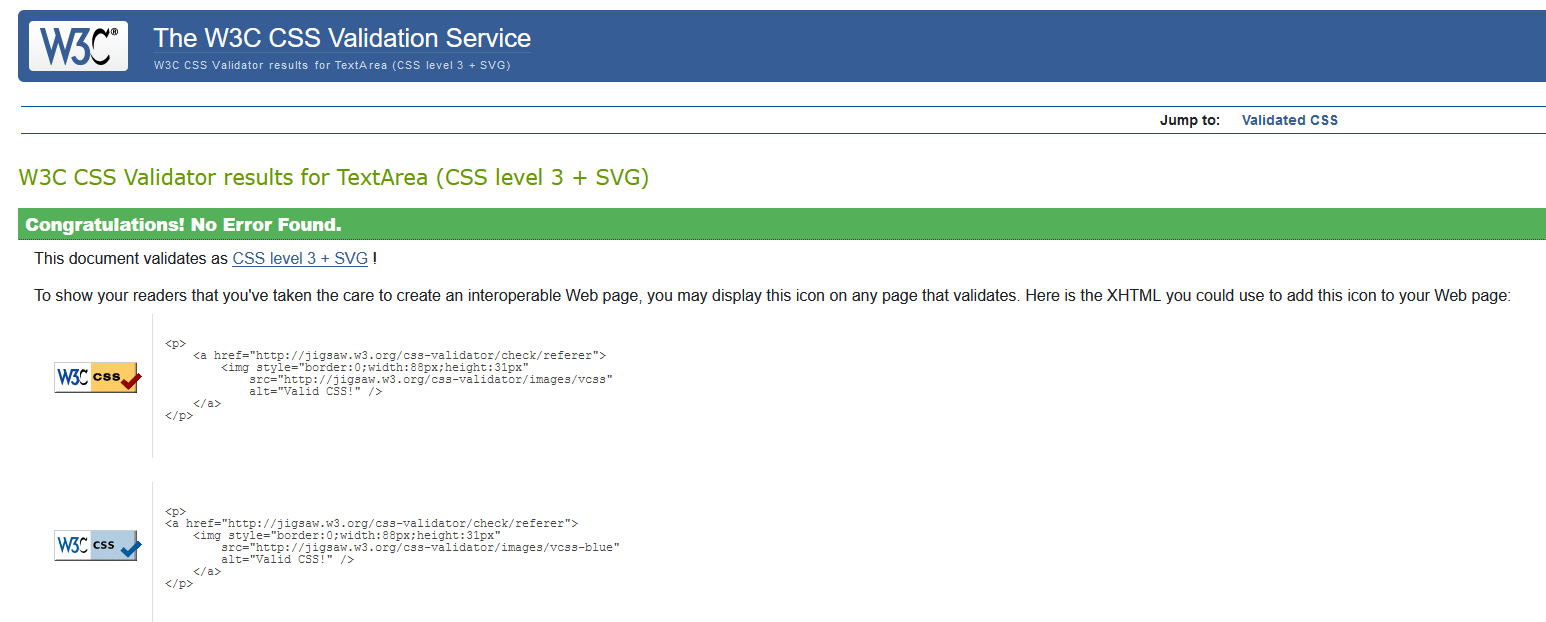 W3C®
The W3C CSS Validation Service
W3C CSS Validator results for TextArea (CSS level 3 + SVG)
Jump to: Validated CSS
W3C CSS Validator results for TextArea (CSS level 3 + SVG)
Congratulations! No Error Found.
This document validates as CSS level 3 + SVG !
To show your readers that you've taken the care to create an interoperable Web page, you may display this icon on any page that validates. Here is the XHTML you could use to add this icon to your Web page:
W3C css
<p>
    <a href="http://jigsaw.w3.org/css-validator/check/referer">
        <img style="border:0;width:88px;height:31px"
            src="http://jigsaw.w3.org/css-validator/images/vcss"
            alt="Valid CSS!" />
    </a>
</p>
W3C css
<p>
<a href="http://jigsaw.w3.org/css-validator/check/referer">
    <img style="border:0;width:88px;height:31px"
        src="http://jigsaw.w3.org/css-validator/images/vcss-blue"
        alt="Valid CSS!" />
    </a>
</p>